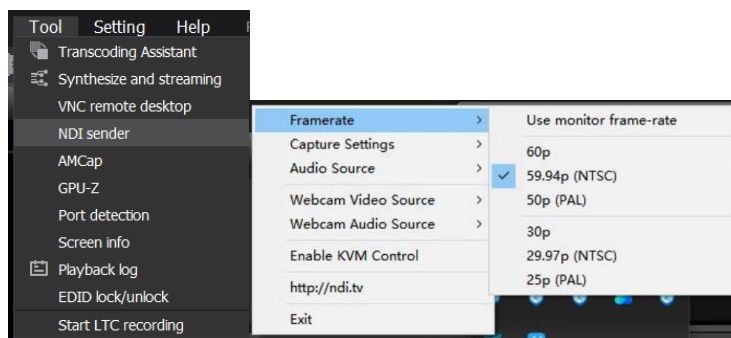 Tool Setting Help
Transcoding Assistant
Synthesize and streaming
VNC remote desktop
NDI sender
AMCap
GPU-Z
Port detection
Screen info
Playback log
EDID lock/unlock
Start LTC recording
Framerate
Capture Settings
Audio Source
Webcam Video Source
Webcam Audio Source
Enable KVM Control
http://ndi.tv
Exit
Use monitor frame-rate
60p
59.94p (NTSC)
50p (PAL)
30p
29.97p (NTSC)
25p (PAL)